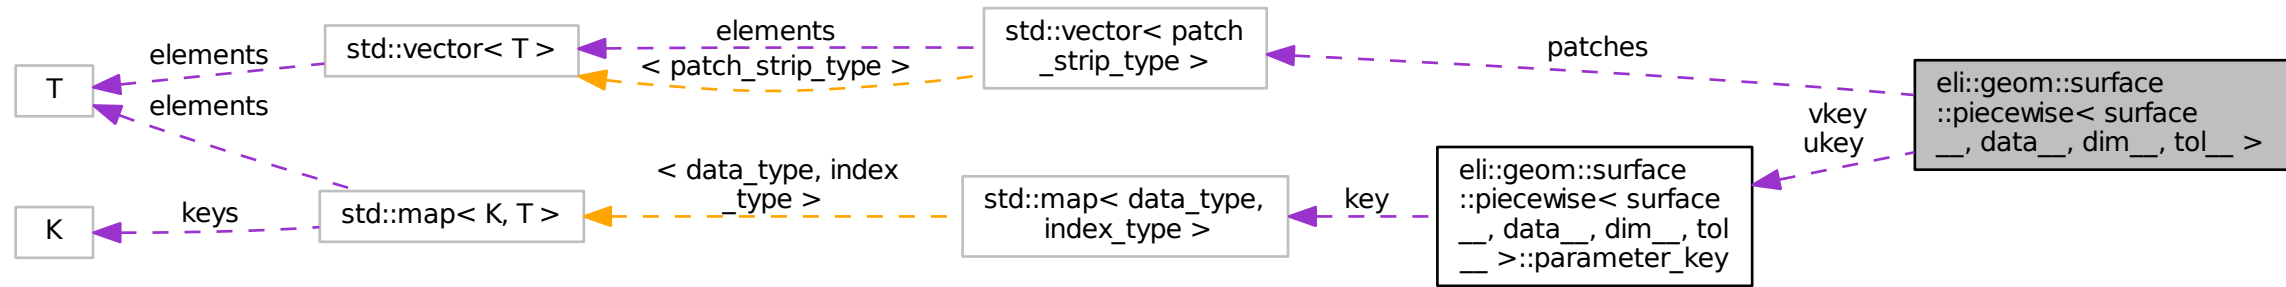 T
K
elements
elements
keys
std::vector< T >
std::map< K, T >
elements
< patch_strip_type >
< data_type, index
_type >
std::vector< patch
_strip_type >
std::map< data_type,
index_type >
patches
key
eli::geom::surface
::piecewise< surface
__, data__, dim__, tol
__ >::parameter_key
vkey
ukey
eli::geom::surface
::piecewise< surface
__, data__, dim__, tol__ >